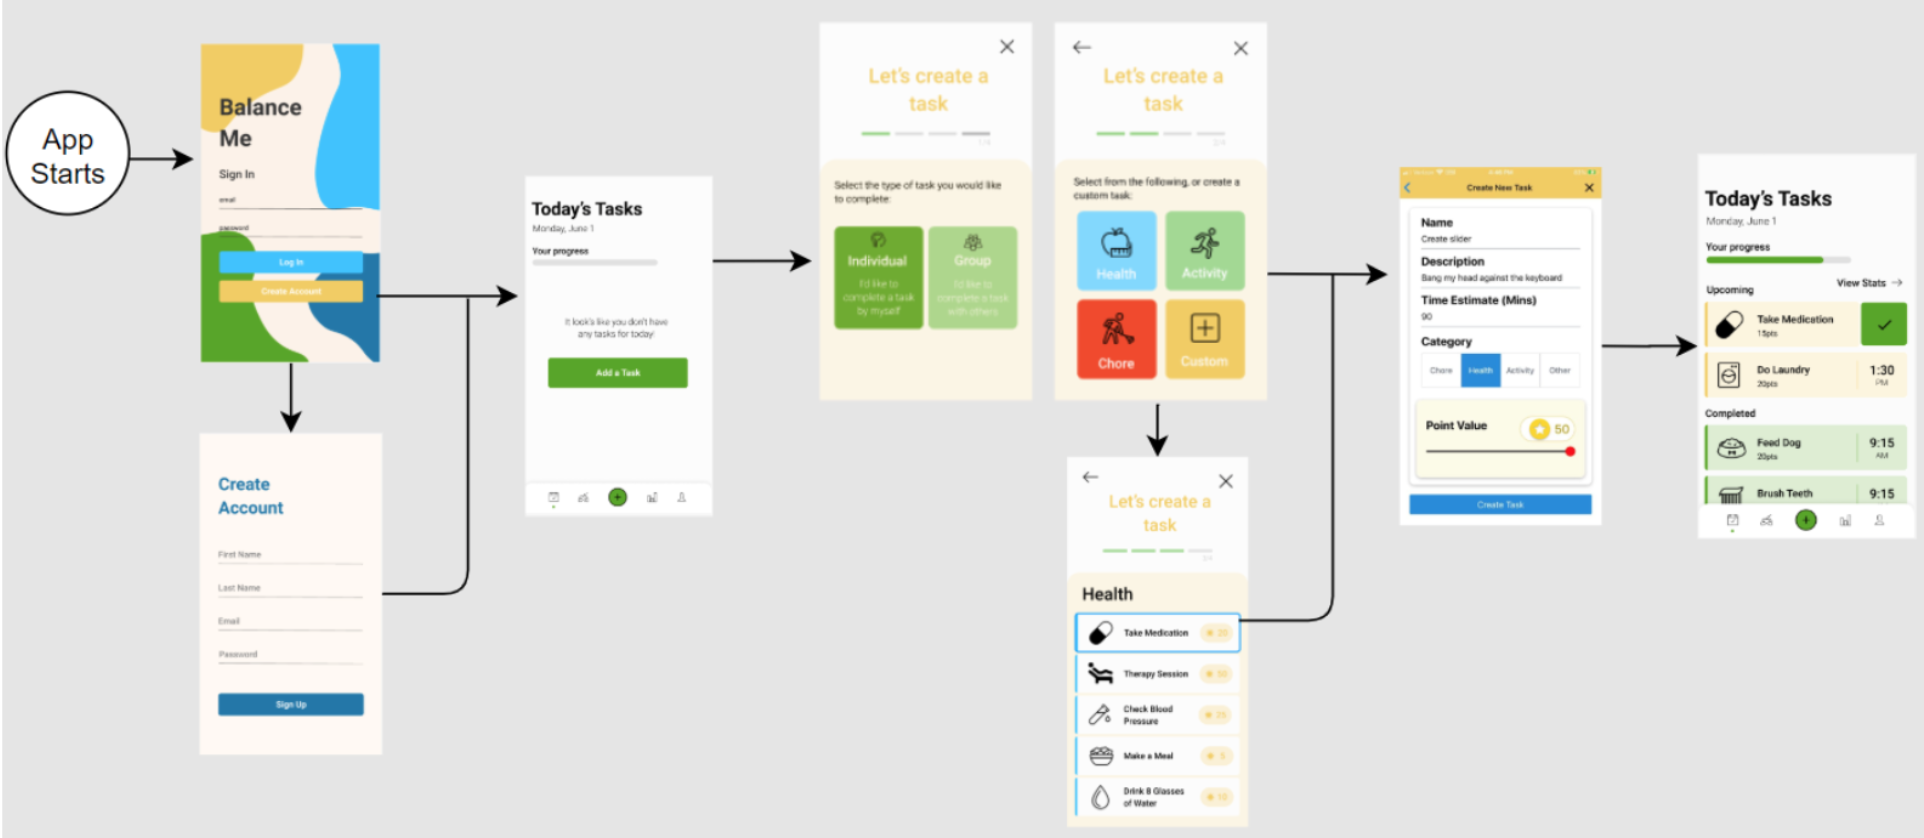 App
Starts
Balance
Me
Sign In
email
password
Log In
Create Account
Create
Account
First Name
Last Name
Email
Password
Sign Up
Today's Tasks
Monday, June 1
Your progress
It look's like you don't have
any tasks for today!
Add a Task
Let's create a
task
1/4
Select the type of task you would like
to complete:
Individual
I'd like to
complete a task
by myself
Group
I'd like to
complete a task
with others
Let's create a
task
2/4
Select from the following, or create a
custom task:
Health
Activity
Chore
Custom
Let's create a
task
3/4
Health
Take Medication
20
Therapy Session
50
Check Blood
Pressure
25
Make a Meal
5
Drink 8 Glasses
of Water
10
Create New Task
Name
Create slider
Description
Bang my head against the keyboard
Time Estimate (Mins)
90
Category
Chore Health Activity Other
Point Value
50
Create Task
Today's Tasks
Monday, June 1
Your progress
View Stats
Upcoming
Take Medication
15pts
Do Laundry
20pts
1:30
PM
Completed
Feed Dog
20pts
9:15
AM
Brush Teeth
9:15